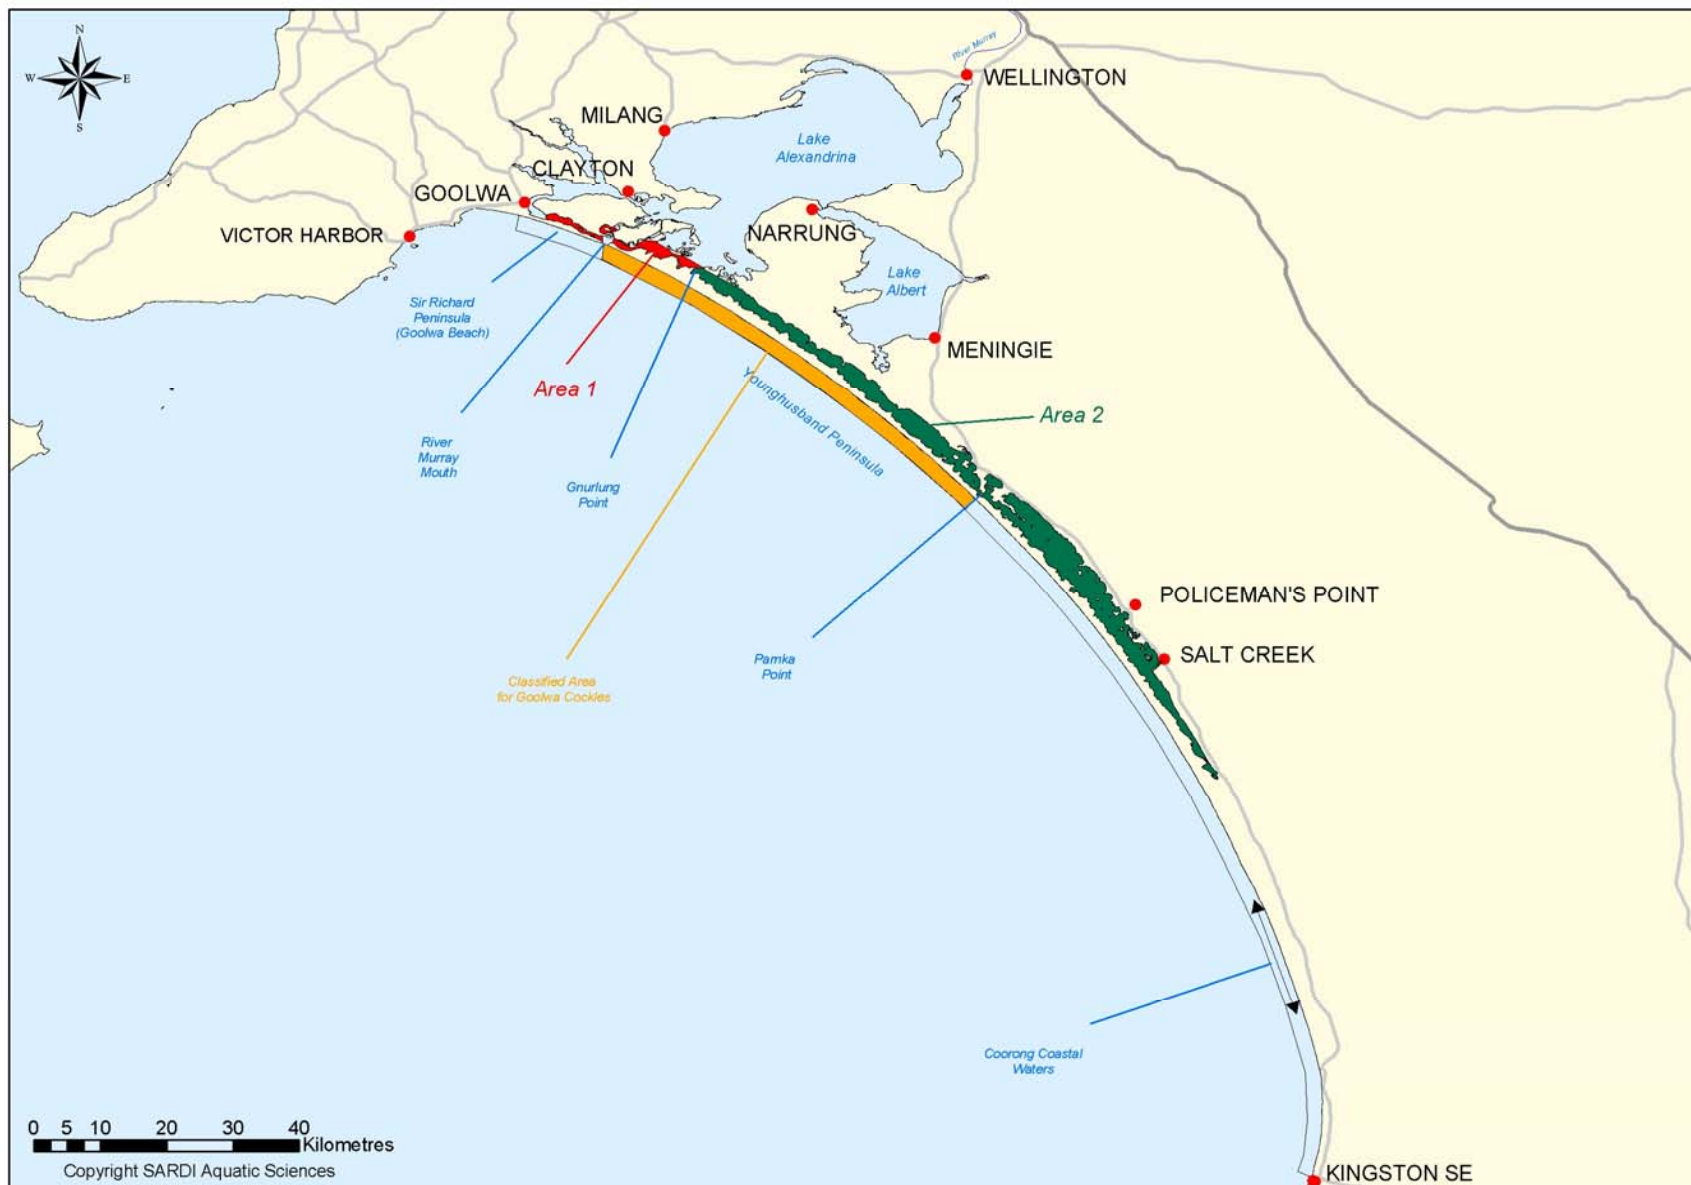 N
W
E
S
River Murray
WELLINGTON
MILANG
Lake
Alexandrina
CLAYTON
GOOLWA
NARRUNG
VICTOR HARBOR
Lake
Albert
Sir Richard
Peninsula
(Goolwa Beach)
MENINGIE
Area 1
Younghusband Peninsula
Area 2
River
Murray
Mouth
Gnurlung
Point
POLICEMAN'S POINT
SALT CREEK
Parnka
Point
Classified Area
for Goolwa Cockles
Coorong Coastal
Waters
0 5 10 20 30 40
Kilometres
Copyright SARDI Aquatic Sciences
KINGSTON SE